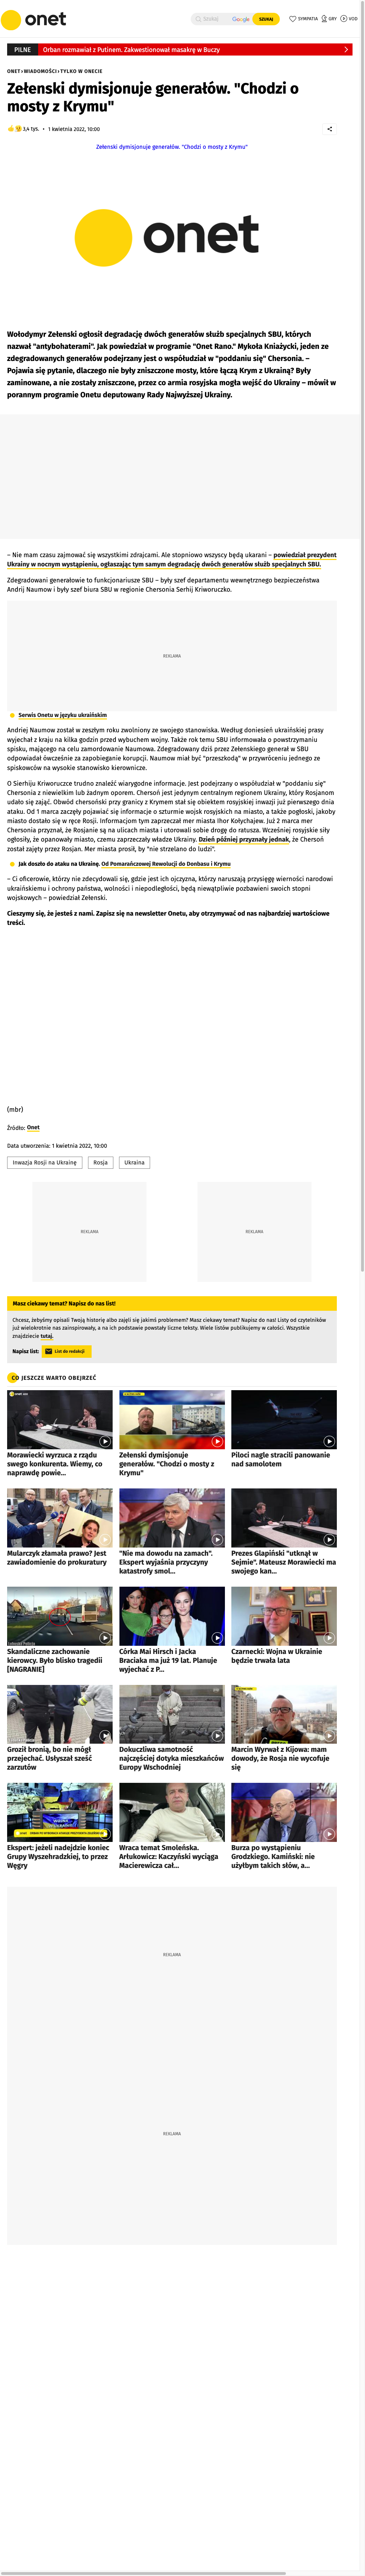 onet
Szukaj
Google
SZUKAJ
SYMPATIA
GRY
VOD
PILNE
Orban rozmawiał z Putinem. Zakwestionował masakrę w Buczy
ONET › WIADOMOŚCI › TYLKO W ONECIE
Zełenski dymisjonuje generałów. "Chodzi o
mosty z Krymu"
3,4 tys. • 1 kwietnia 2022, 10:00
Zełenski dymisjonuje generałów. "Chodzi o mosty z Krymu"
onet
Wołodymyr Zełenski ogłosił degradację dwóch generałów służb specjalnych SBU, których
nazwał "antybohaterami". Jak powiedział w programie "Onet Rano." Mykoła Kniażycki, jeden ze
zdegradowanych generałów podejrzany jest o współudział w "poddaniu się" Chersonia. –
Pojawia się pytanie, dlaczego nie były zniszczone mosty, które łączą Krym z Ukrainą? Były
zaminowane, a nie zostały zniszczone, przez co armia rosyjska mogła wejść do Ukrainy – mówił w
porannym programie Onetu deputowany Rady Najwyższej Ukrainy.
– Nie mam czasu zajmować się wszystkimi zdrajcami. Ale stopniowo wszyscy będą ukarani – powiedział prezydent
Ukrainy w nocnym wystąpieniu, ogłaszając tym samym degradację dwóch generałów służb specjalnych SBU.
Zdegradowani generałowie to funkcjonariusze SBU – były szef departamentu wewnętrznego bezpieczeństwa
Andrij Naumow i były szef biura SBU w regionie Chersonia Serhij Kriworuczko.
REKLAMA
Serwis Onetu w języku ukraińskim
Andriej Naumow został w zeszłym roku zwolniony ze swojego stanowiska. Według doniesień ukraińskiej prasy
wyjechał z kraju na kilka godzin przed wybuchem wojny. Także rok temu SBU informowała o powstrzymaniu
spisku, mającego na celu zamordowanie Naumowa. Zdegradowany dziś przez Zełenskiego generał w SBU
odpowiadał ówcześnie za zapobieganie korupcji. Naumow miał być "przeszkodą" w przywróceniu jednego ze
spiskowców na wysokie stanowisko kierownicze.
O Sierhiju Kriworuczce trudno znaleźć wiarygodne informacje. Jest podejrzany o współudział w "poddaniu się"
Chersonia z niewielkim lub żadnym oporem. Chersoń jest jedynym centralnym regionem Ukrainy, który Rosjanom
udało się zająć. Obwód chersoński przy granicy z Krymem stał się obiektem rosyjskiej inwazji już pierwszego dnia
ataku. Od 1 marca zaczęły pojawiać się informacje o szturmie wojsk rosyjskich na miasto, a także pogłoski, jakoby
miasto dostało się w ręce Rosji. Informacjom tym zaprzeczał mer miasta Ihor Kołychajew. Już 2 marca mer
Chersonia przyznał, że Rosjanie są na ulicach miasta i utorowali sobie drogę do ratusza. Wcześniej rosyjskie siły
ogłosiły, że opanowały miasto, czemu zaprzeczały władze Ukrainy. Dzień później przyznały jednak, że Chersoń
został zajęty przez Rosjan. Mer miasta prosił, by "nie strzelano do ludzi".
Jak doszło do ataku na Ukrainę. Od Pomarańczowej Rewolucji do Donbasu i Krymu
– Ci oficerowie, którzy nie zdecydowali się, gdzie jest ich ojczyzna, którzy naruszają przysięgę wierności narodowi
ukraińskiemu i ochrony państwa, wolności i niepodległości, będą niewątpliwie pozbawieni swoich stopni
wojskowych – powiedział Zełenski.
Cieszymy się, że jesteś z nami. Zapisz się na newsletter Onetu, aby otrzymywać od nas najbardziej wartościowe
treści.
(mbr)
Źródło: Onet
Data utworzenia: 1 kwietnia 2022, 10:00
Inwazja Rosji na Ukrainę
Rosja
Ukraina
REKLAMA
REKLAMA
Masz ciekawy temat? Napisz do nas list!
Chcesz, żebyśmy opisali Twoją historię albo zajęli się jakimś problemem? Masz ciekawy temat? Napisz do nas! Listy od czytelników
już wielokrotnie nas zainspirowały, a na ich podstawie powstały liczne teksty. Wiele listów publikujemy w całości. Wszystkie
znajdziecie tutaj.
Napisz list:
List do redakcji
CO JESZCZE WARTO OBEJRZEĆ
Morawiecki wyrzuca z rządu
swego konkurenta. Wiemy, co
naprawdę powie...
Zełenski dymisjonuje
generałów. "Chodzi o mosty z
Krymu"
Piloci nagle stracili panowanie
nad samolotem
Mularczyk złamała prawo? Jest
zawiadomienie do prokuratury
"Nie ma dowodu na zamach".
Ekspert wyjaśnia przyczyny
katastrofy smol...
Prezes Glapiński "utknął w
Sejmie". Mateusz Morawiecki ma
swojego kan...
Skandaliczne zachowanie
kierowcy. Było blisko tragedii
[NAGRANIE]
Córka Mai Hirsch i Jacka
Braciaka ma już 19 lat. Planuje
wyjechać z P...
Czarnecki: Wojna w Ukrainie
będzie trwała lata
Groził bronią, bo nie mógł
przejechać. Usłyszał sześć
zarzutów
Dokuczliwa samotność
najczęściej dotyka mieszkańców
Europy Wschodniej
Marcin Wyrwał z Kijowa: mam
dowody, że Rosja nie wycofuje
się
Ekspert: jeżeli nadejdzie koniec
Grupy Wyszehradzkiej, to przez
Węgry
Wraca temat Smoleńska.
Arłukowicz: Kaczyński wyciąga
Macierewicza cał...
Burza po wystąpieniu
Grodzkiego. Kamiński: nie
użyłbym takich słów, a...
REKLAMA
REKLAMA